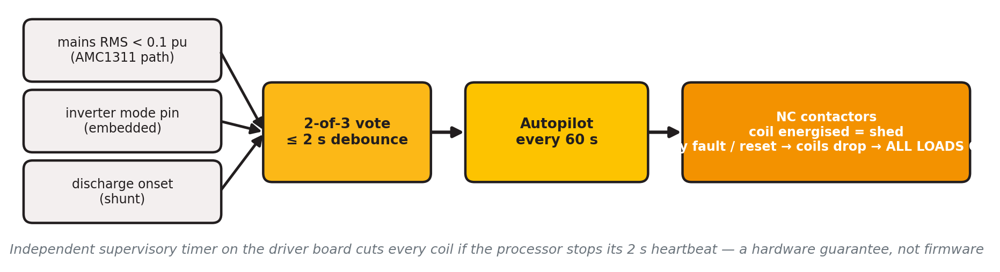 mains RMS < 0.1 pu
(AMC1311 path)
inverter mode pin
(embedded)
discharge onset
(shunt)
2-of-3 vote
≤ 2 s debounce
Autopilot
every 60 s
NC contactors
coil energised = shed
fault / reset → coils drop → ALL LOADS
Independent supervisory timer on the driver board cuts every coil if the processor stops its 2 s heartbeat — a hardware guarantee, not firmware